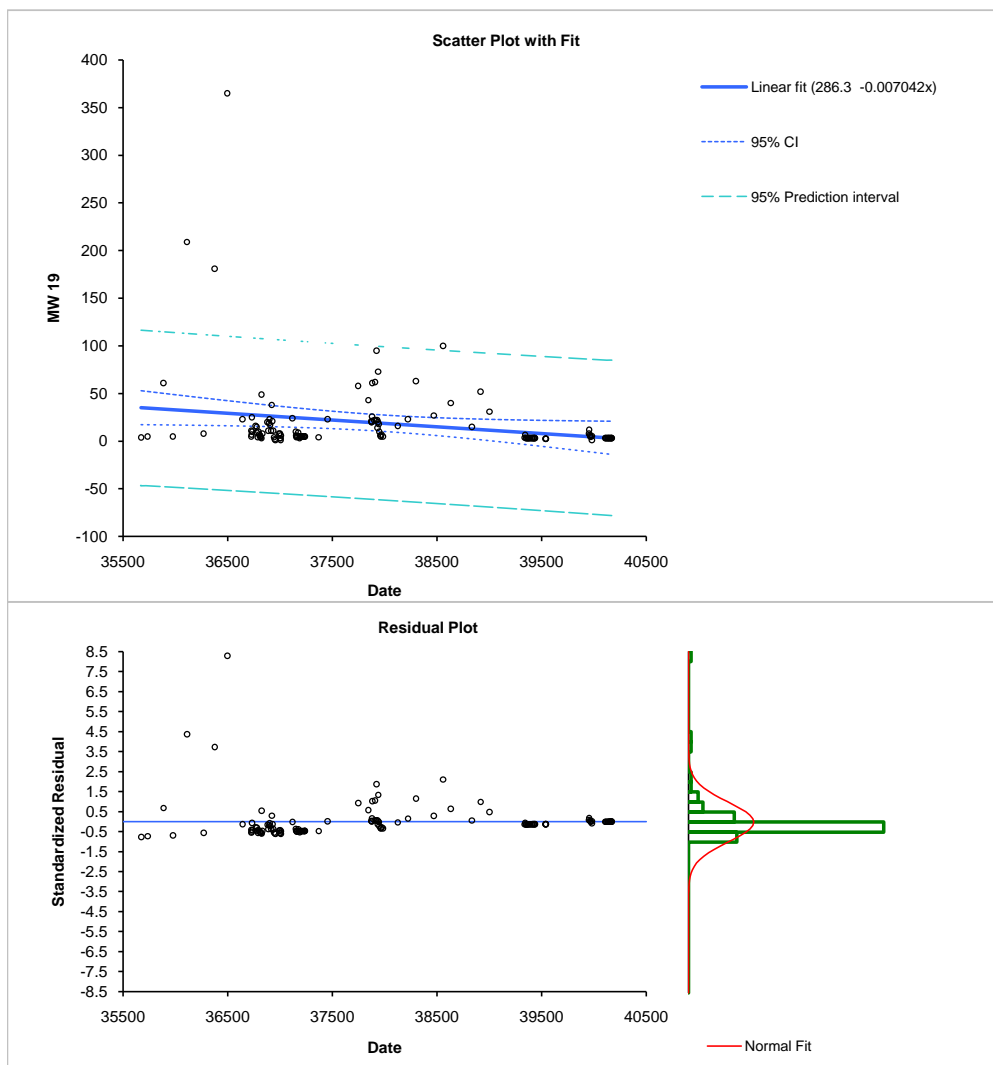 Scatter Plot with Fit
400
350
300
250
200
150
100
50
0
-50
-100
MW 19
35500 36500 37500 38500 39500 40500
Date
Linear fit (286.3 -0.007042x)
95% CI
95% Prediction interval
Residual Plot
8.5
7.5
6.5
5.5
4.5
3.5
2.5
1.5
0.5
-0.5
-1.5
-2.5
-3.5
-4.5
-5.5
-6.5
-7.5
-8.5
Standardized Residual
35500 36500 37500 38500 39500 40500
Date
Normal Fit